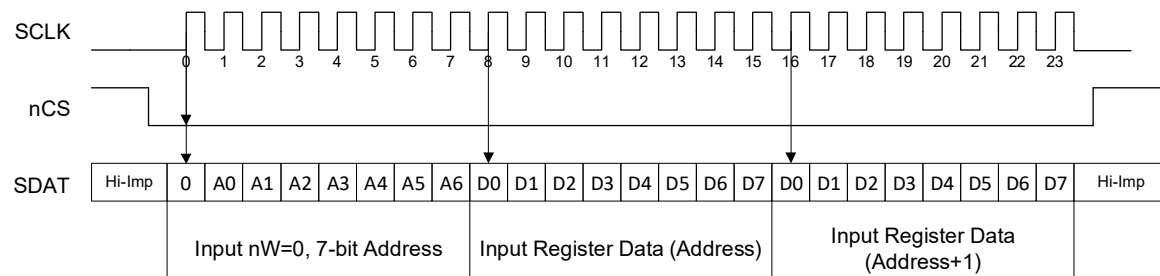 SCLK
0 1 2 3 4 5 6 7 8 9 10 11 12 13 14 15 16 17 18 19 20 21 22 23
nCS
SDAT Hi-Imp 0 A0 A1 A2 A3 A4 A5 A6 D0 D1 D2 D3 D4 D5 D6 D7 D0 D1 D2 D3 D4 D5 D6 D7 Hi-Imp
Input nW=0, 7-bit Address
Input Register Data (Address)
Input Register Data
(Address+1)